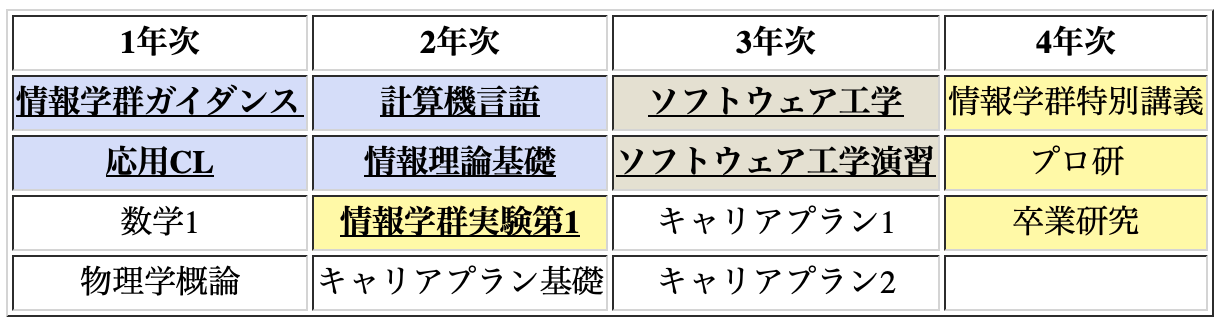 1年次 2年次 3年次 4年次
情報学群ガイダンス 計算機言語 ソフトウェア工学 情報学群特別講義
応用CL 情報理論基礎 ソフトウェア工学演習 プロ研
数学1 情報学群実験第1 キャリアプラン1 卒業研究
物理学概論 キャリアプラン基礎 キャリアプラン2